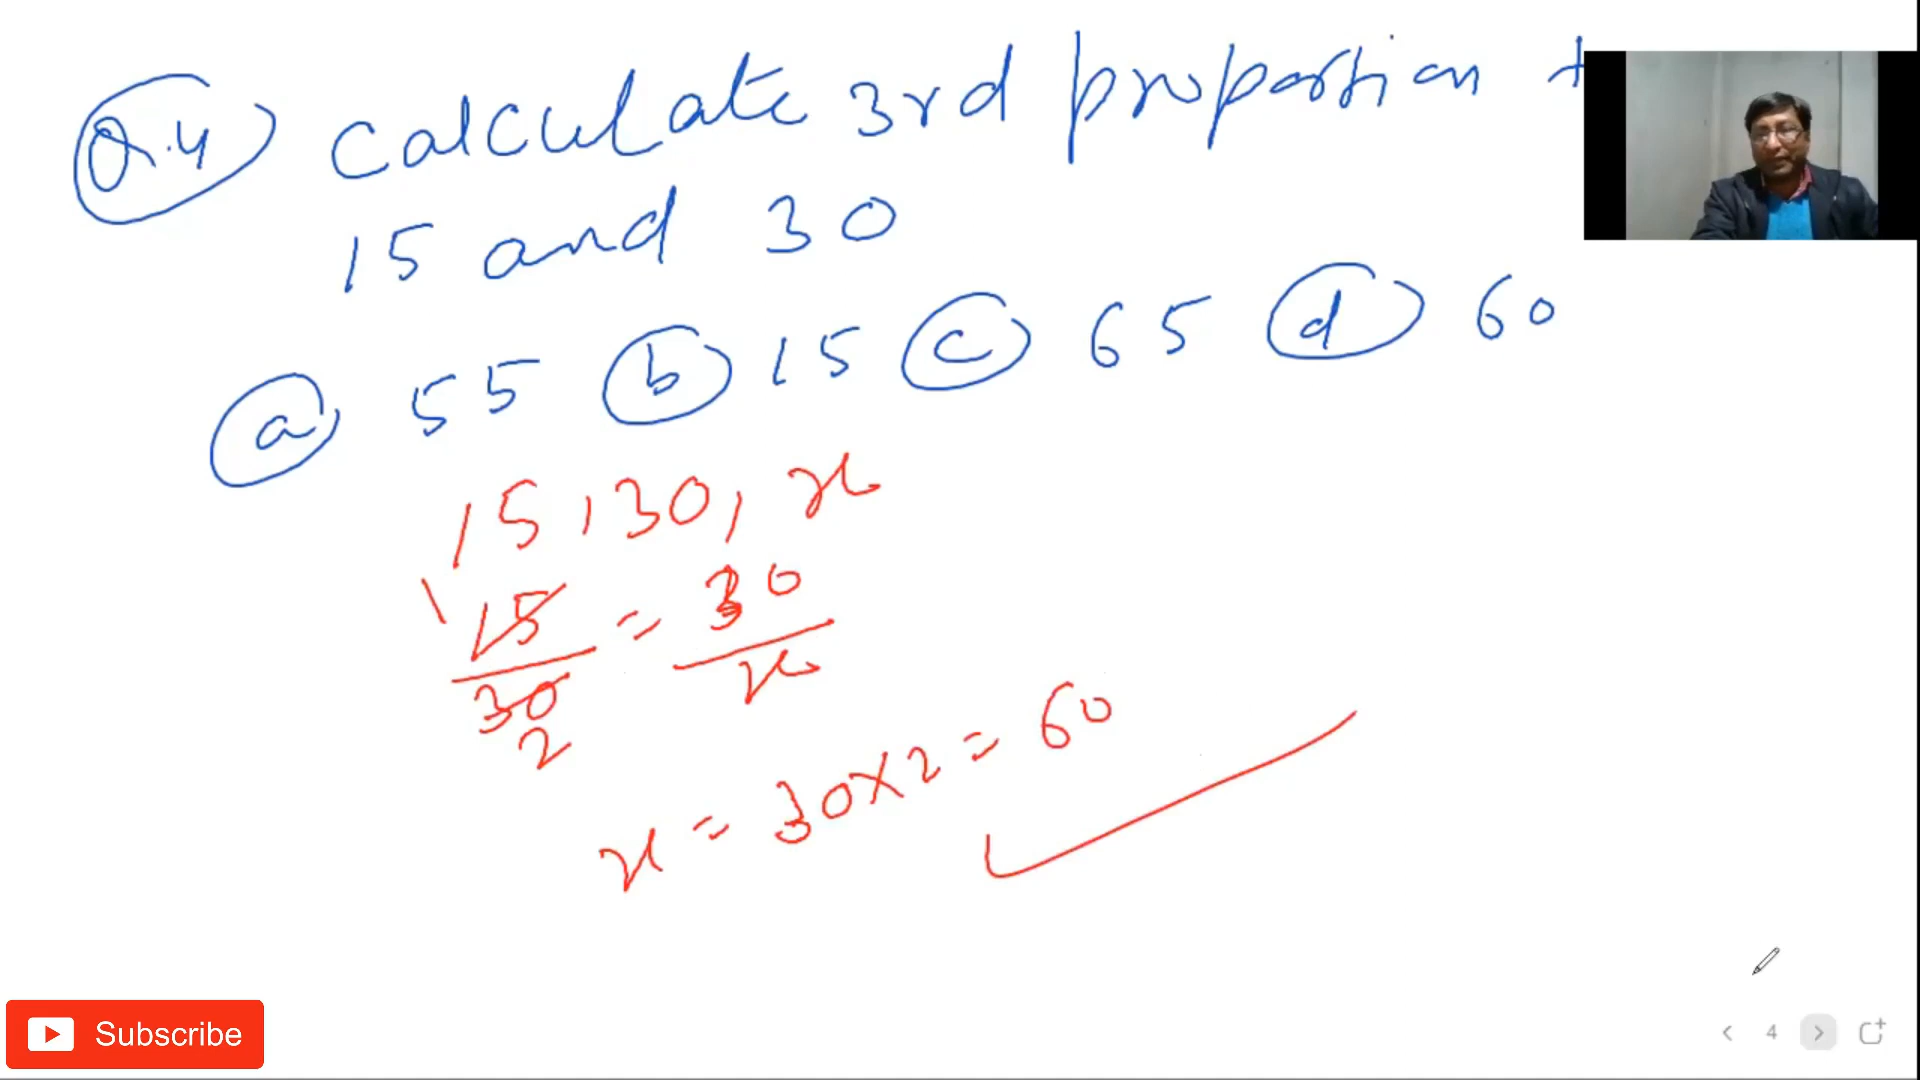 Q.4 Calculate 3rd proportion t
15 and 30
a 55 b 15 c 65 d 60
15, 30, x
1 15 = 30
30 x
2
x = 30 x 2 = 60
Subscribe
4